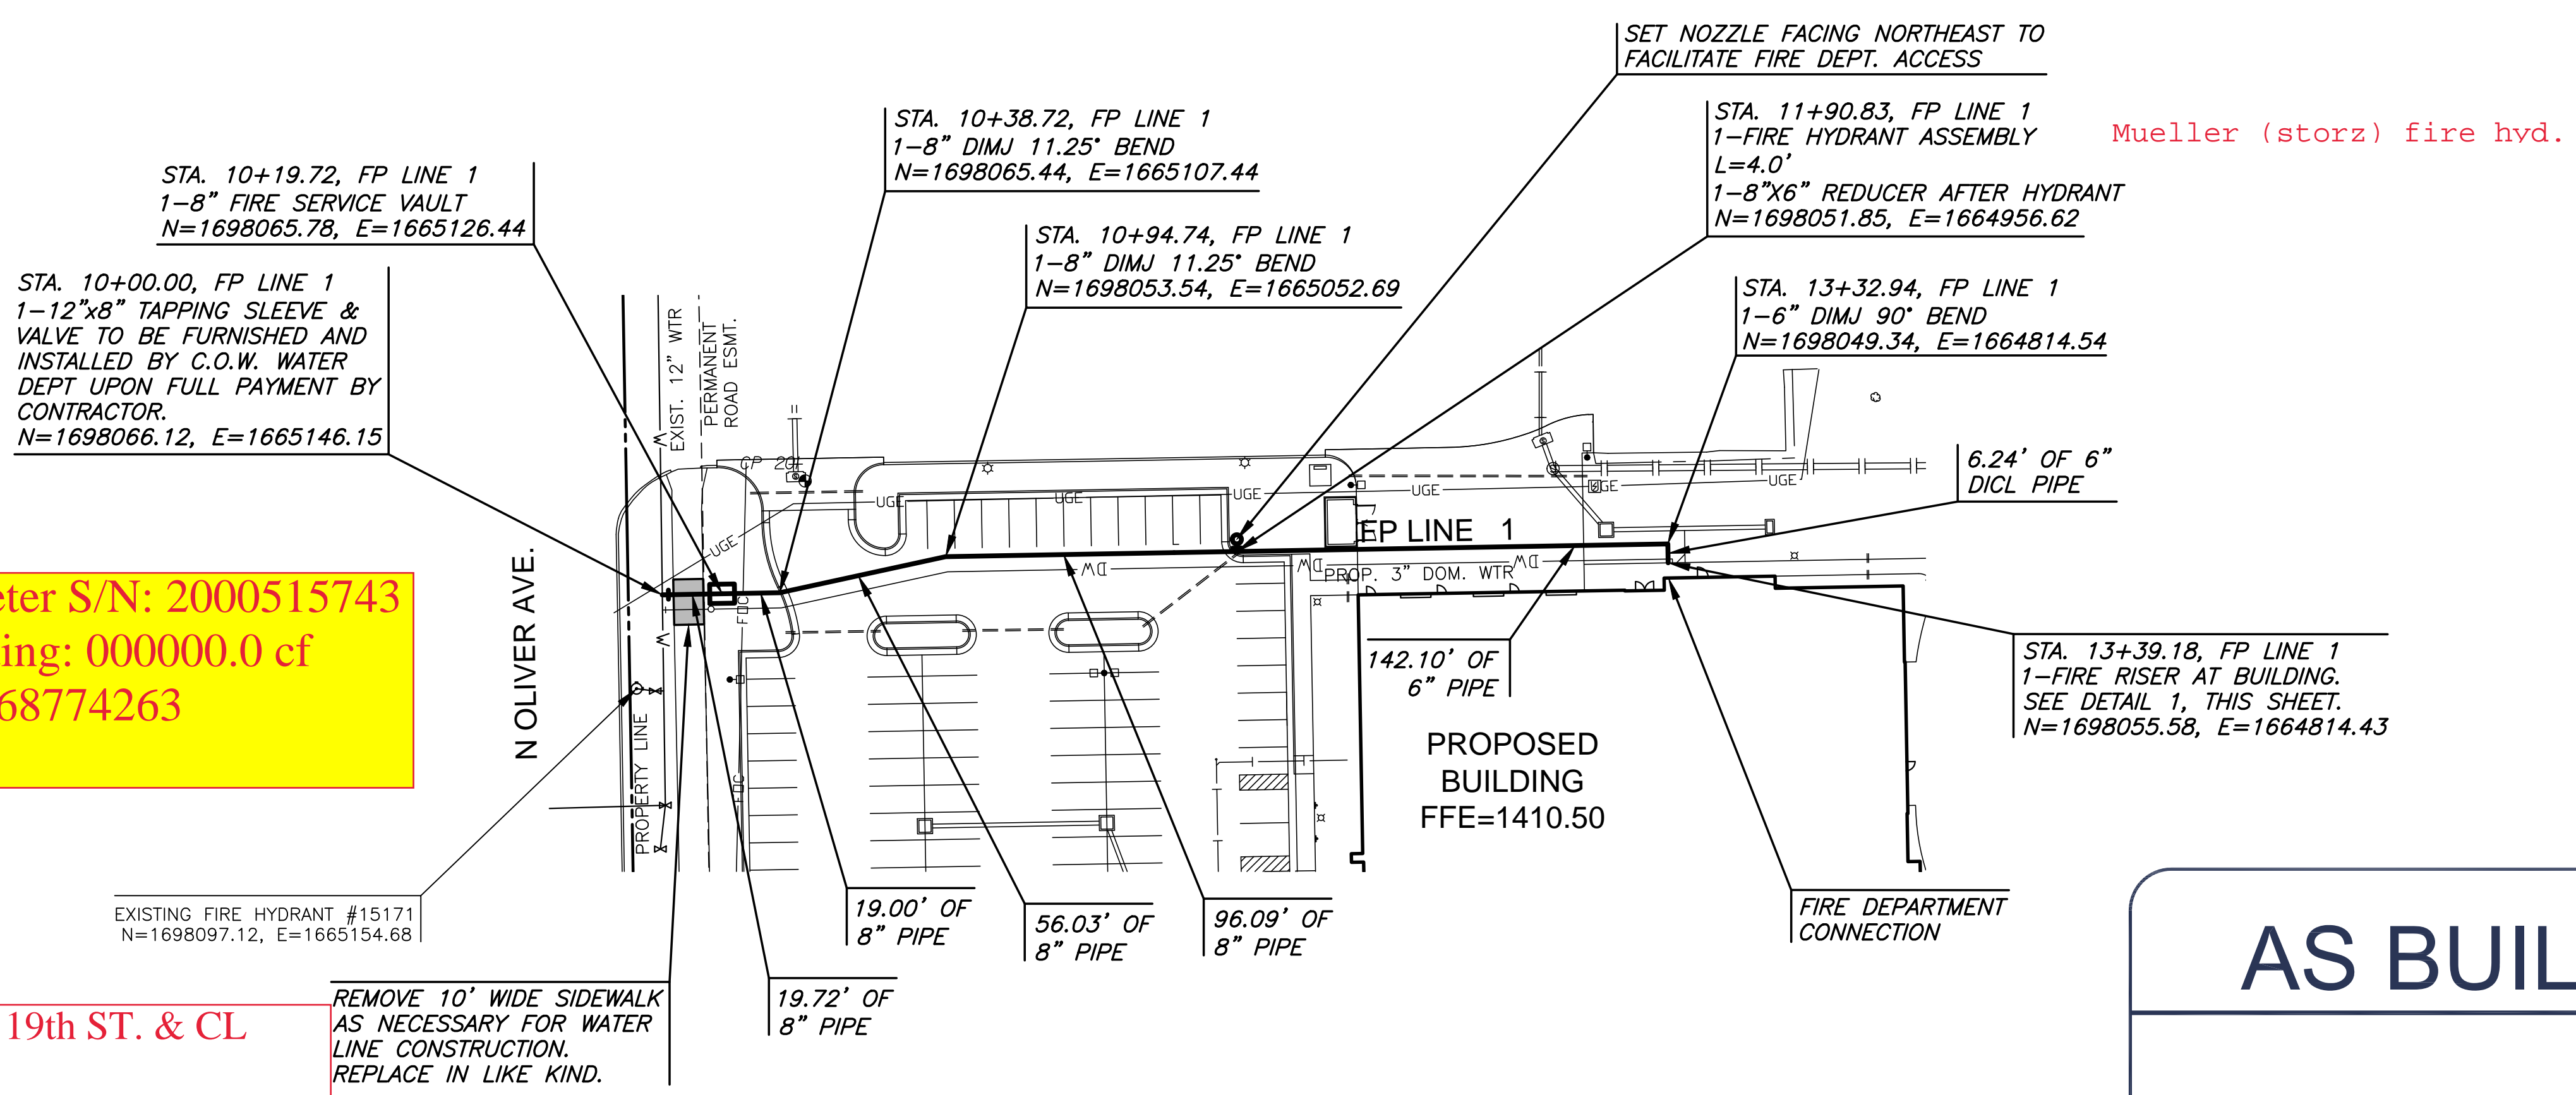 SET NOZZLE FACING NORTHEAST TO
FACILITATE FIRE DEPT. ACCESS
STA. 11+90.83, FP LINE 1
1-FIRE HYDRANT ASSEMBLY
L=4.0'
1-8"X6" REDUCER AFTER HYDRANT
N=1698051.85, E=1664956.62
Mueller (storz) fire hyd.
STA. 10+38.72, FP LINE 1
1-8" DIMJ 11.25° BEND
N=1698065.44, E=1665107.44
STA. 10+19.72, FP LINE 1
1-8" FIRE SERVICE VAULT
N=1698065.78, E=1665126.44
STA. 10+94.74, FP LINE 1
1-8" DIMJ 11.25° BEND
N=1698053.54, E=1665052.69
STA. 10+00.00, FP LINE 1
1-12"x8" TAPPING SLEEVE &
VALVE TO BE FURNISHED AND
INSTALLED BY C.O.W. WATER
DEPT UPON FULL PAYMENT BY
CONTRACTOR.
N=1698066.12, E=1665146.15
STA. 13+32.94, FP LINE 1
1-6" DIMJ 90° BEND
N=1698049.34, E=1664814.54
EXIST. 12" WTR
PERMANENT
ROAD ESMT.
W
CP 20
6.24' OF 6"
DICL PIPE
UGE
UGE
UGE
UGE
UGE
UGE
UGE
FP LINE 1
DW
DW
DW
PROP. 3" DOM. WTR
N OLIVER AVE.
eter S/N: 2000515743
ing: 000000.0 cf
68774263
W
FDC
FDC
PROPERTY LINE
142.10' OF
6" PIPE
STA. 13+39.18, FP LINE 1
1-FIRE RISER AT BUILDING.
SEE DETAIL 1, THIS SHEET.
N=1698055.58, E=1664814.43
PROPOSED
BUILDING
FFE=1410.50
EXISTING FIRE HYDRANT #15171
N=1698097.12, E=1665154.68
19.00' OF
8" PIPE
56.03' OF
8" PIPE
96.09' OF
8" PIPE
FIRE DEPARTMENT
CONNECTION
AS BUIL
19.72' OF
8" PIPE
REMOVE 10' WIDE SIDEWALK
AS NECESSARY FOR WATER
LINE CONSTRUCTION.
REPLACE IN LIKE KIND.
19th ST. & CL